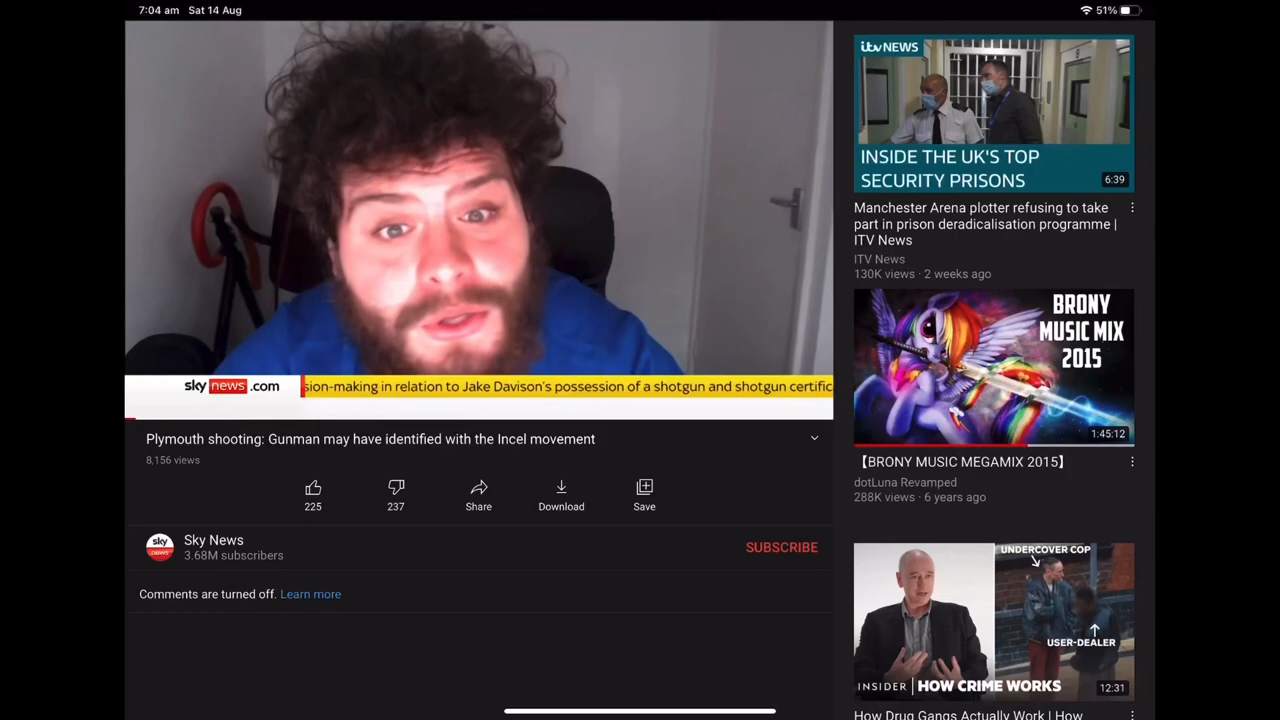 7:04 am Sat 14 Aug
51%
sky news .com
sion-making in relation to Jake Davison's possession of a shotgun and shotgun certific
Plymouth shooting: Gunman may have identified with the Incel movement
8,156 views
225
237
Share
Download
Save
sky
news
Sky News
3.68M subscribers
SUBSCRIBE
Comments are turned off. Learn more
itv NEWS
INSIDE THE UK'S TOP
SECURITY PRISONS
6:39
Manchester Arena plotter refusing to take
part in prison deradicalisation programme |
ITV News
ITV News
130K views · 2 weeks ago
BRONY
MUSIC MIX
2015
1:45:12
【BRONY MUSIC MEGAMIX 2015】
dotLuna Revamped
288K views · 6 years ago
UNDERCOVER COP
USER-DEALER
INSIDER | HOW CRIME WORKS
12:31
How Drug Gangs Actually Work | How